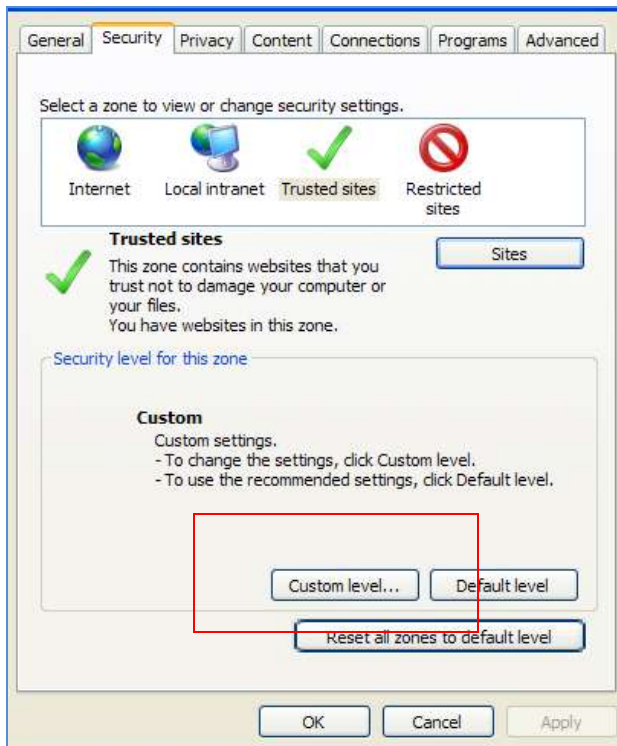 General Security Privacy Content Connections Programs Advanced
Select a zone to view or change security settings.
Internet Local intranet Trusted sites Restricted
sites
Trusted sites
Sites
This zone contains websites that you
trust not to damage your computer or
your files.
You have websites in this zone.
Security level for this zone
Custom
Custom settings.
- To change the settings, click Custom level.
- To use the recommended settings, click Default level.
Custom level... Default level
Reset all zones to default level
OK Cancel Apply